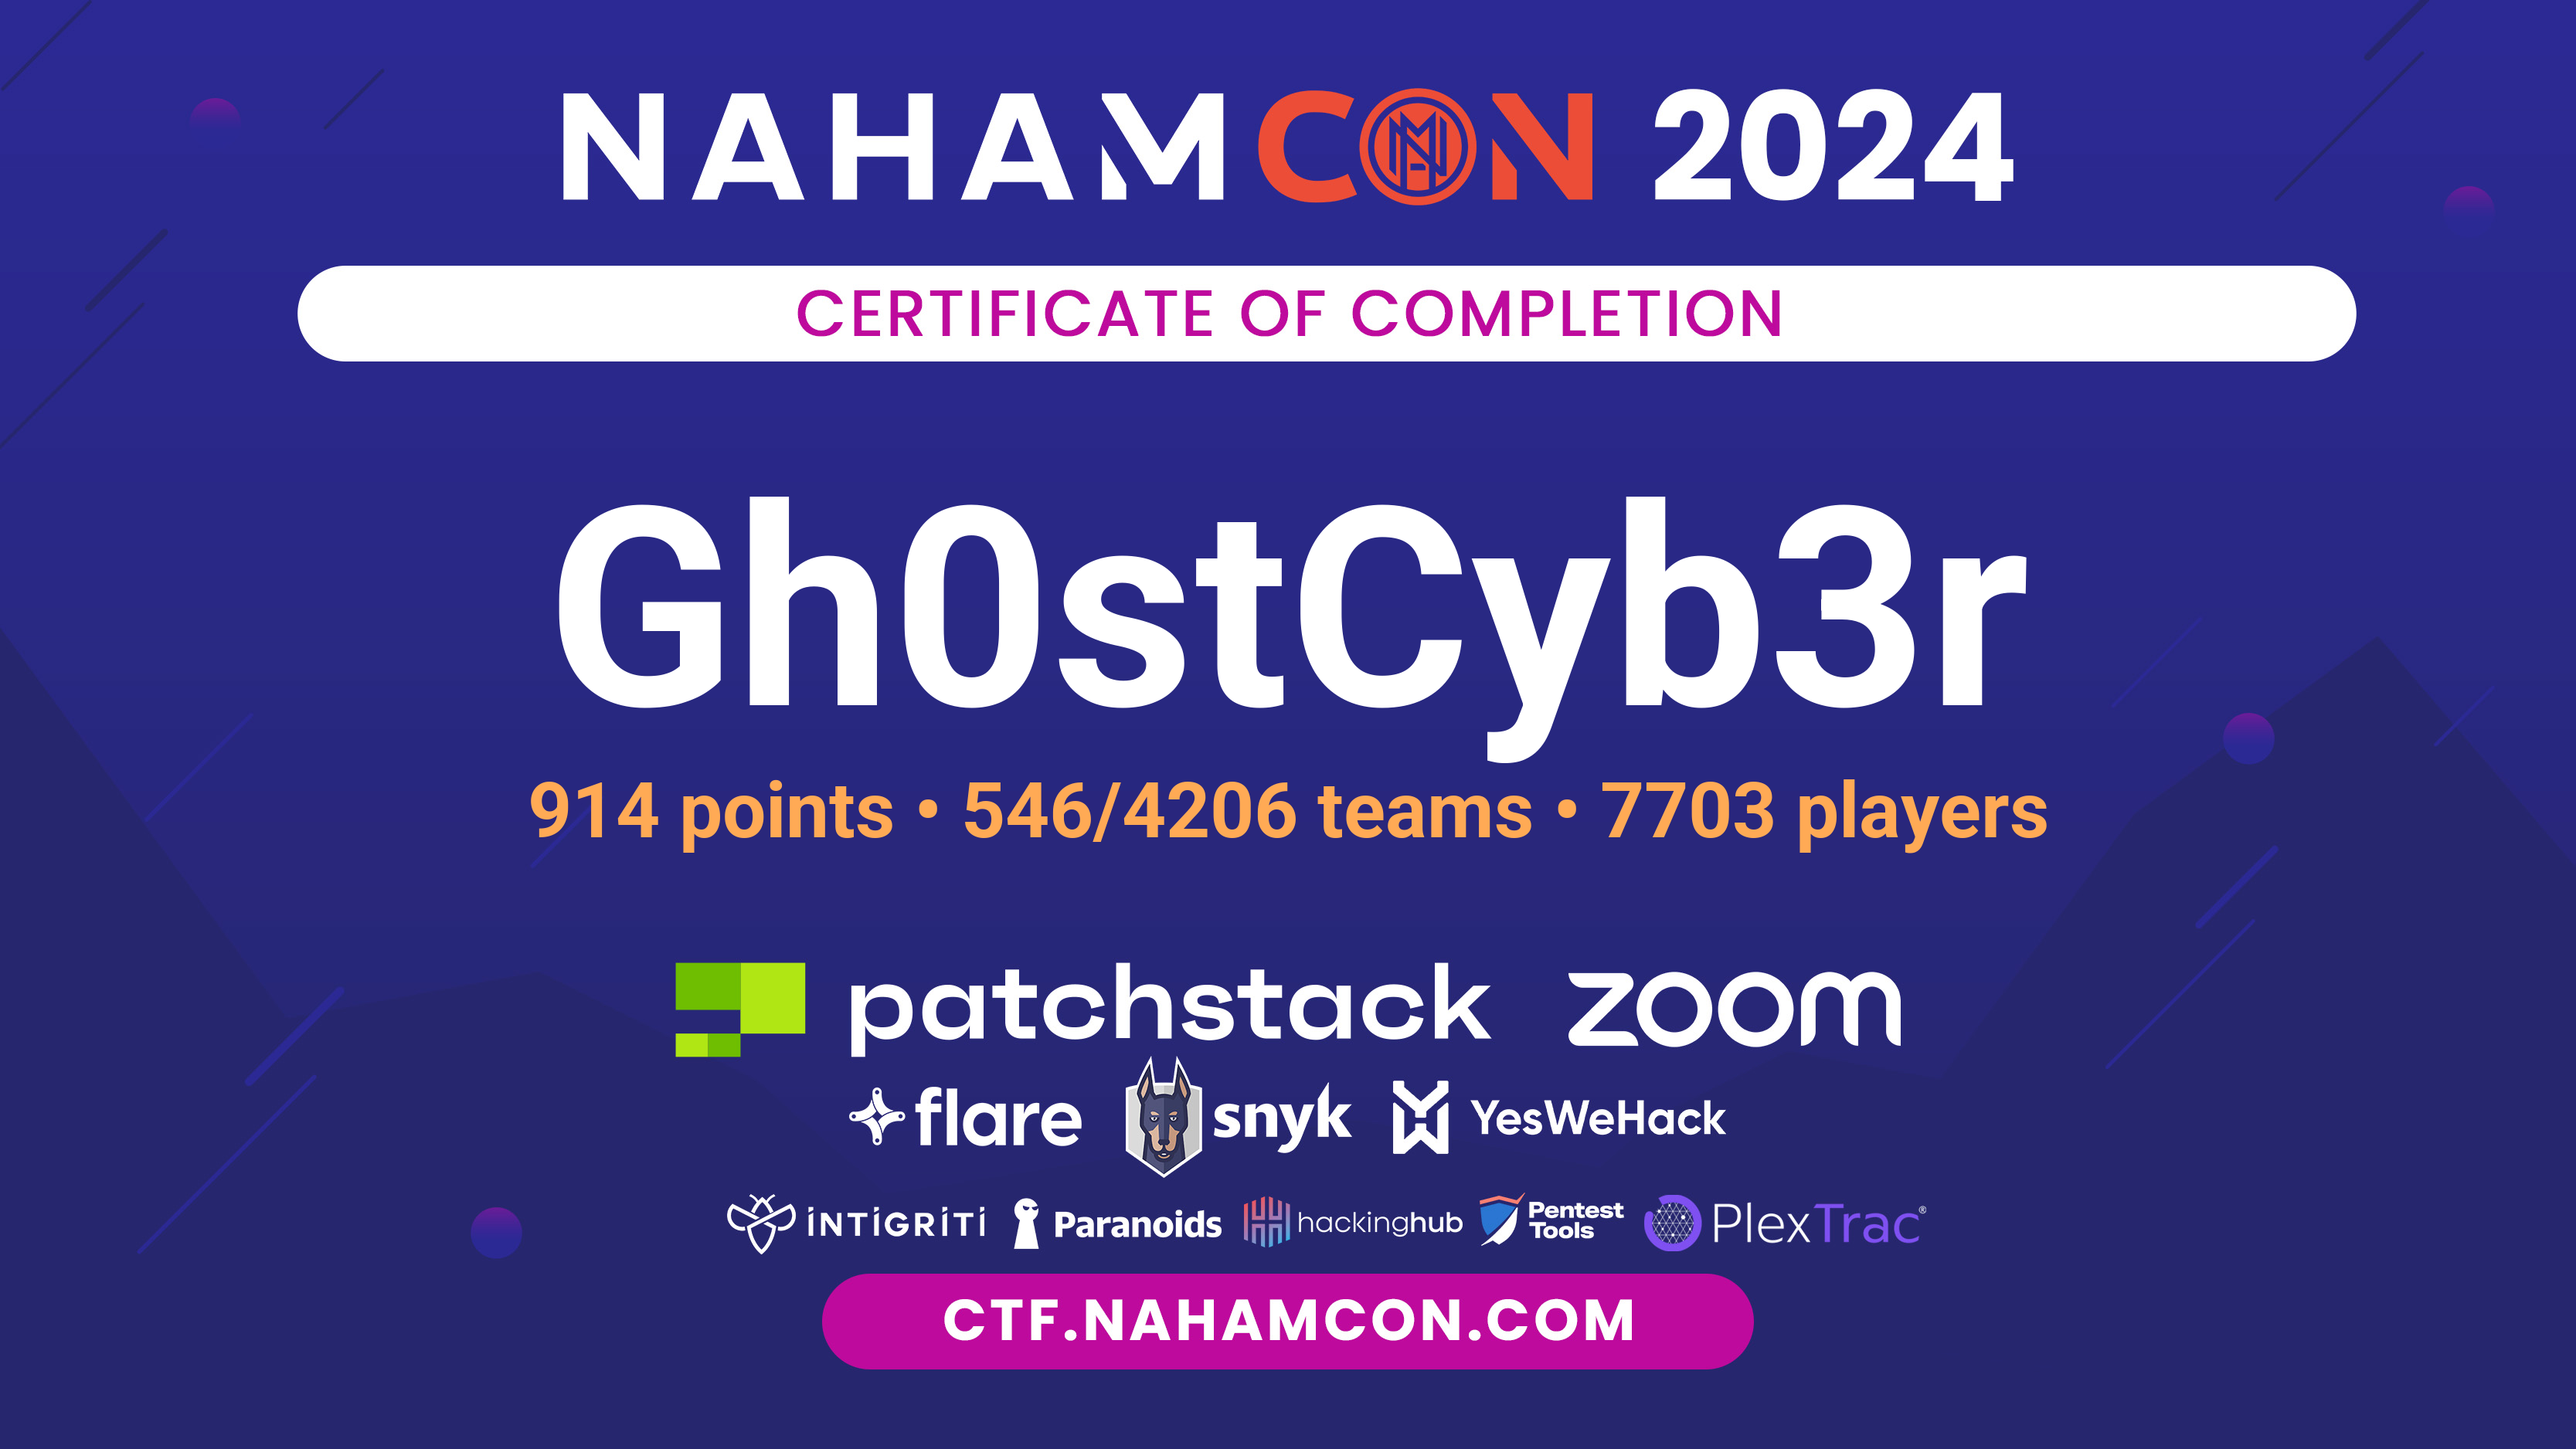 NAHAMCON 2024
CERTIFICATE OF COMPLETION
Gh0stCyb3r
914 points • 546/4206 teams • 7703 players
patchstack zoom
flare snyk YesWeHack
INTIGRITI Paranoids hackinghub Pentest Tools PlexTrac®
CTF.NAHAMCON.COM